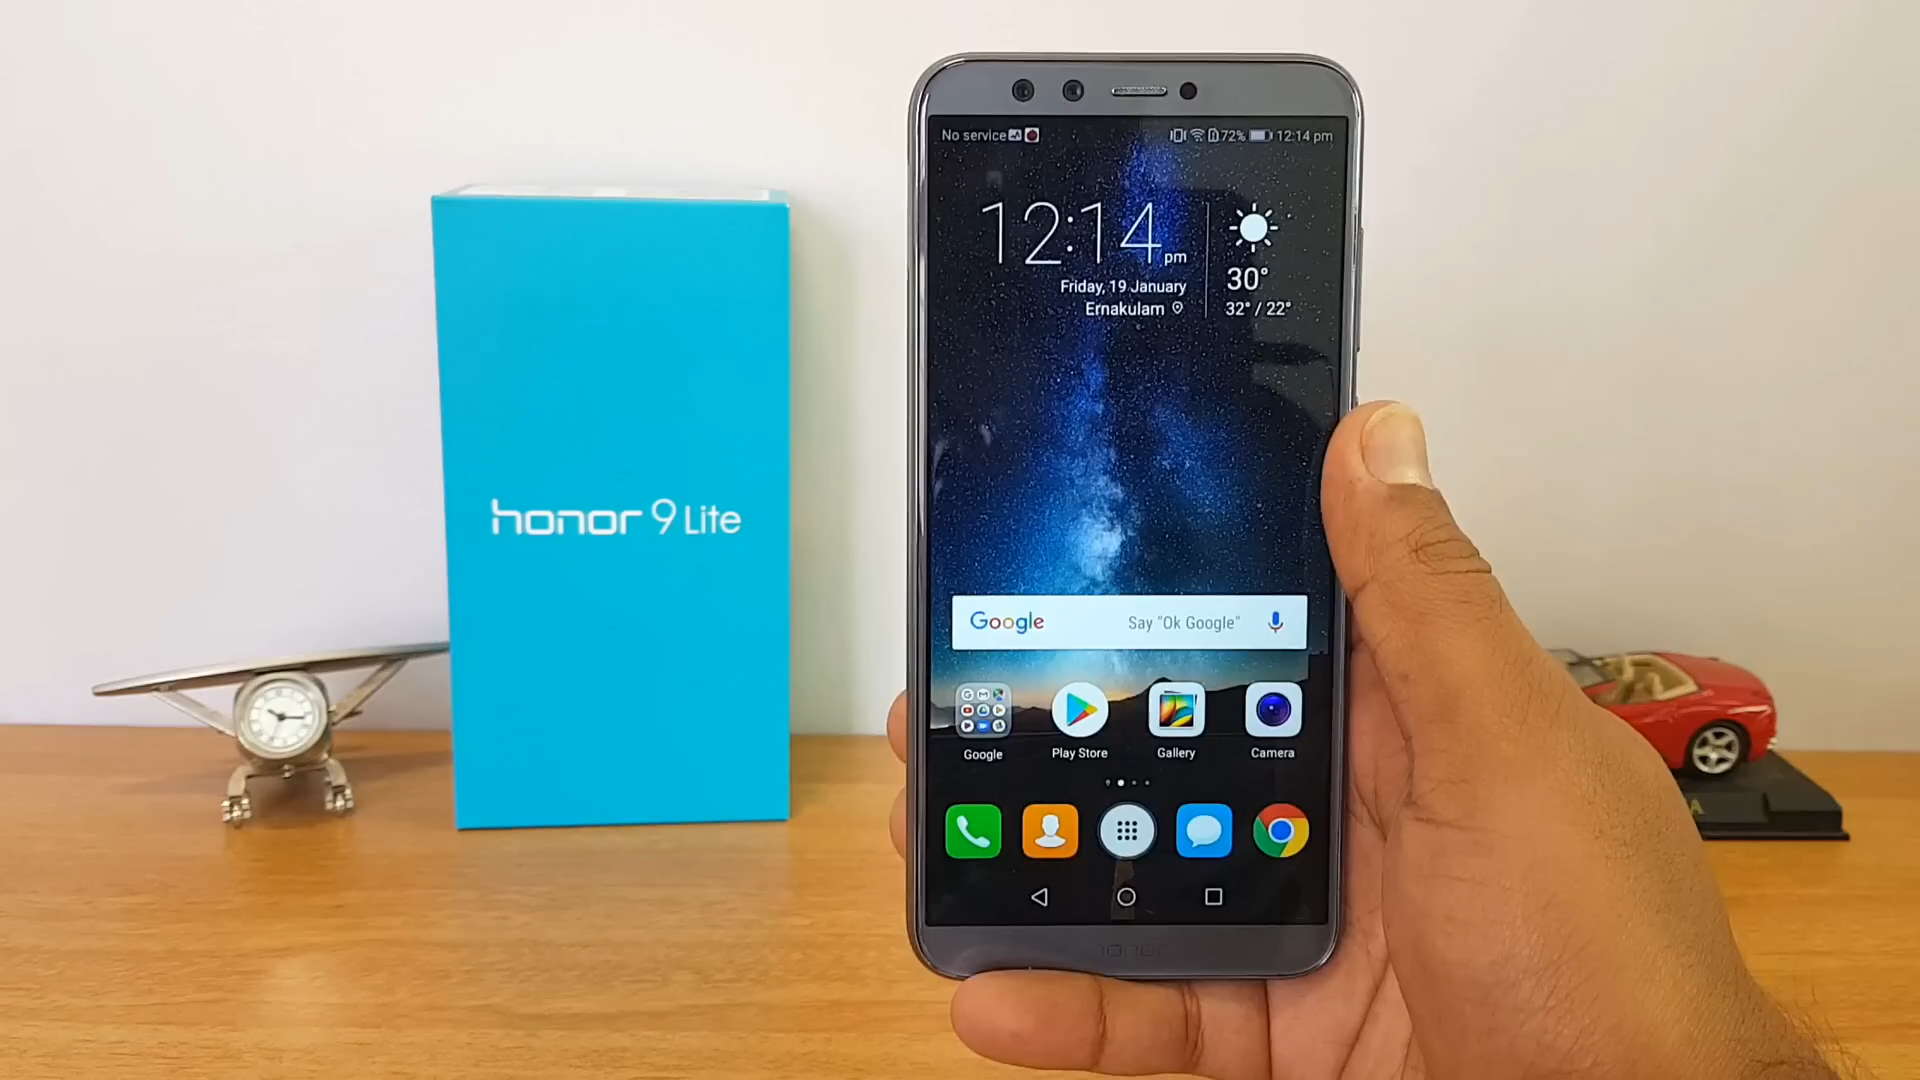 honor 9 Lite
No service 72% 12:14 pm
12:14 pm
Friday, 19 January
Ernakulam
30°
32° / 22°
Google Say "Ok Google"
Google Play Store Gallery Camera
honor